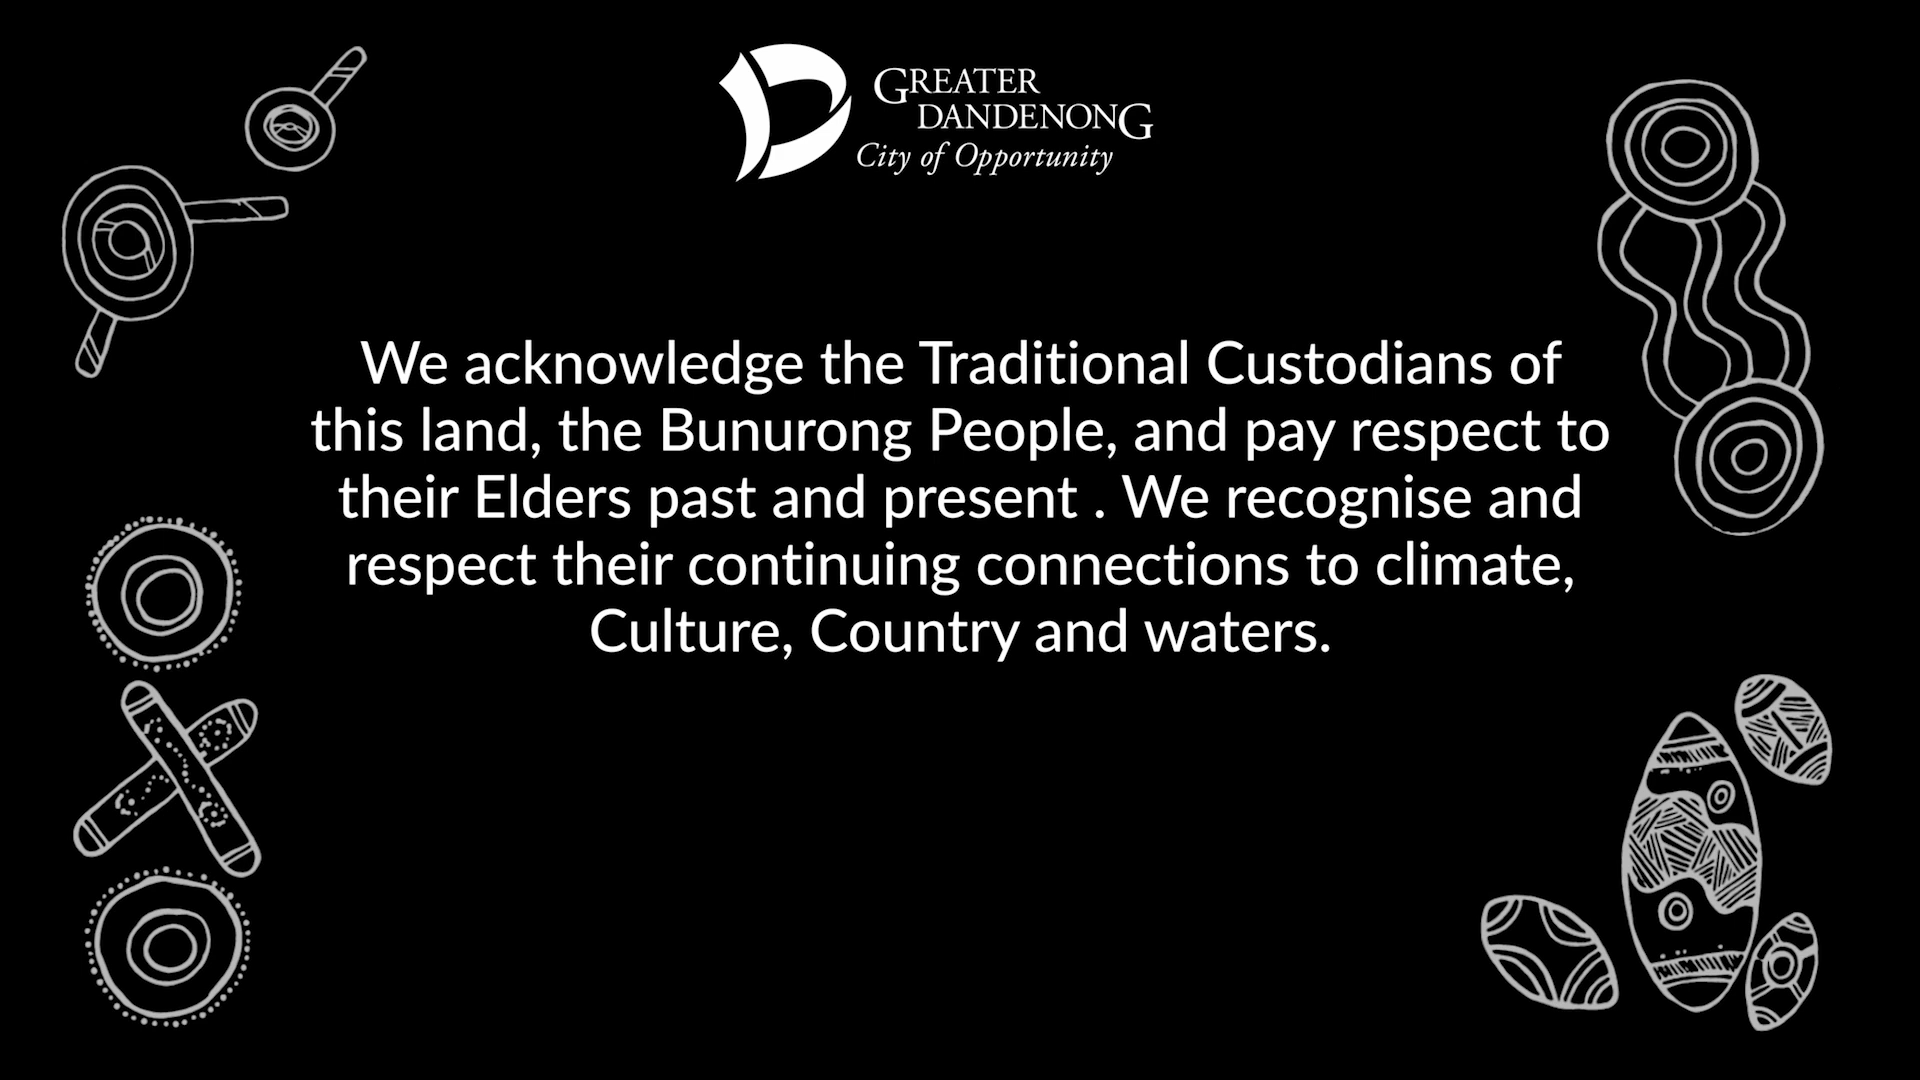 GREATER
DANDENONG
City of Opportunity
We acknowledge the Traditional Custodians of
this land, the Bunurong People, and pay respect to
their Elders past and present . We recognise and
respect their continuing connections to climate,
Culture, Country and waters.